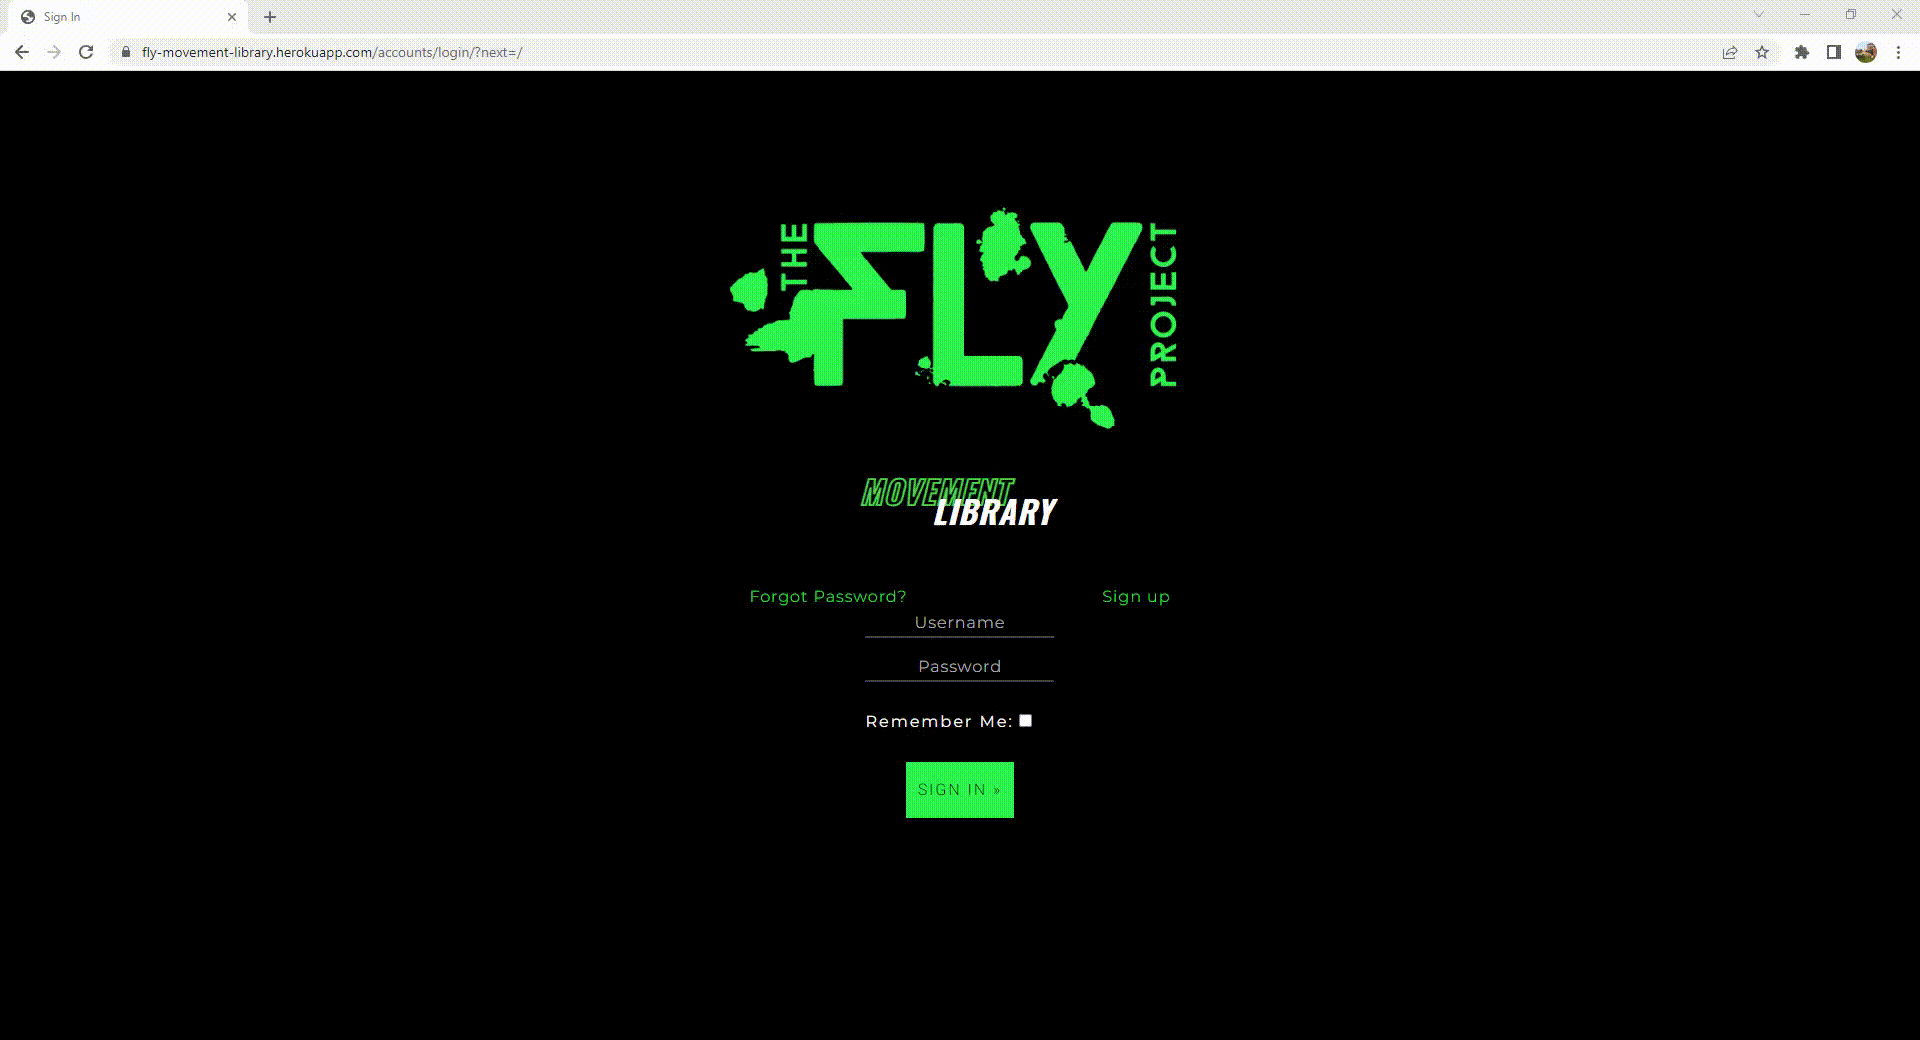 Sign In
fly-movement-library.herokuapp.com/accounts/login/?next=/
THE FLY PROJECT
MOVEMENT
LIBRARY
Forgot Password? Sign up
Username
Password
Remember Me:
SIGN IN »